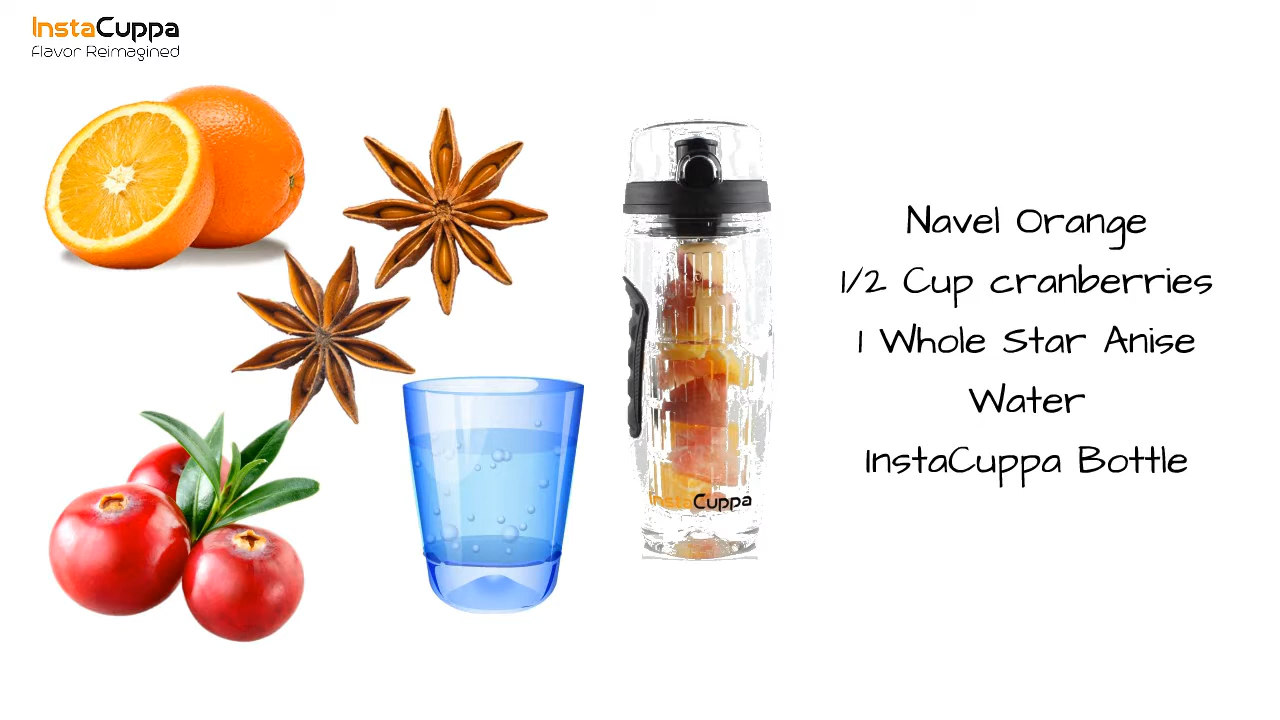 InstaCuppa
Flavor Reimagined
Navel Orange
1/2 Cup cranberries
1 Whole Star Anise
Water
InstaCuppa Bottle
InstaCuppa